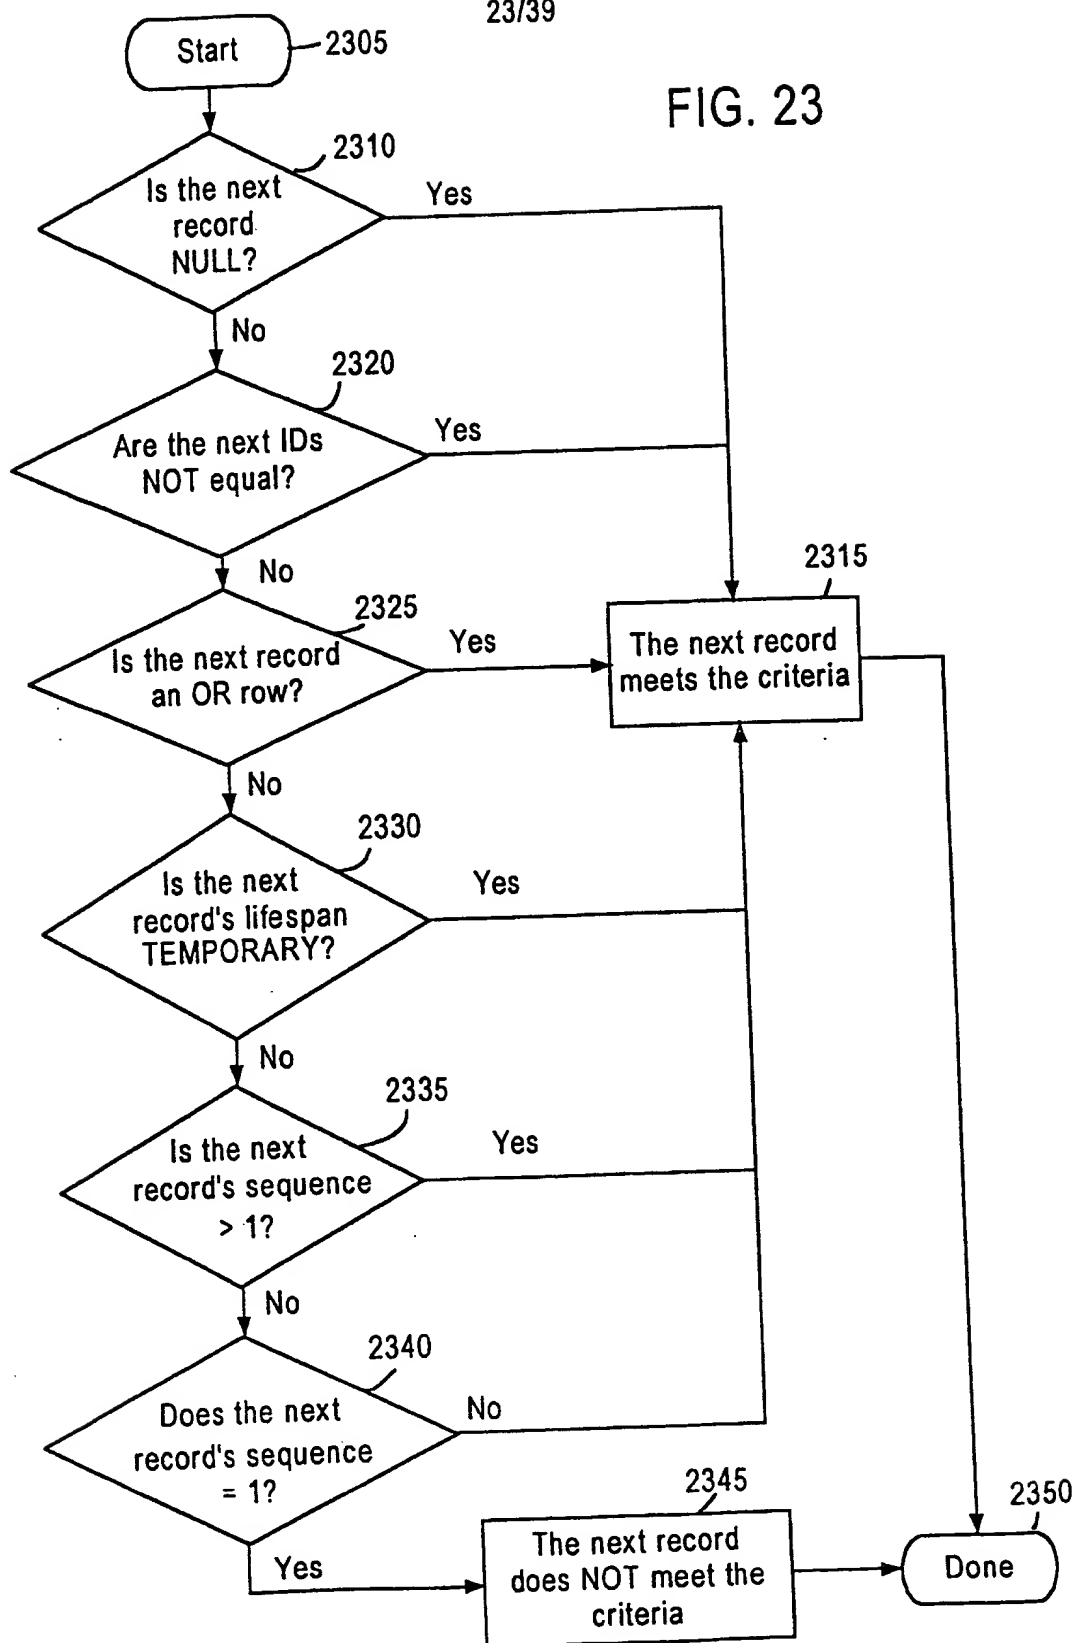 23/39
Start
2305
FIG. 23
2310
Is the next
record
NULL?
Yes
No
2320
Are the next IDs
NOT equal?
Yes
No
2325
Is the next record
an OR row?
Yes
2315
The next record
meets the criteria
No
2330
Is the next
record's lifespan
TEMPORARY?
Yes
No
2335
Is the next
record's sequence
> 1?
Yes
No
2340
Does the next
record's sequence
= 1?
No
Yes
2345
The next record
does NOT meet the
criteria
2350
Done